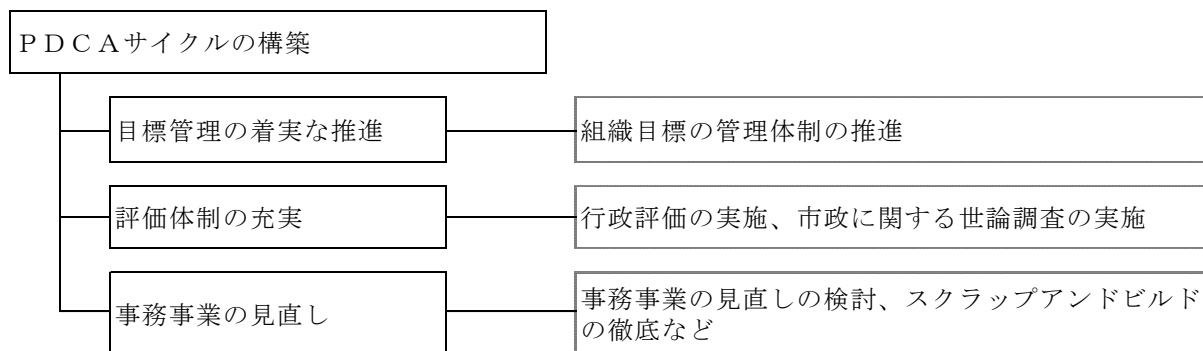 ＰＤＣＡサイクルの構築
目標管理の着実な推進
組織目標の管理体制の推進
評価体制の充実
行政評価の実施、市政に関する世論調査の実施
事務事業の見直し
事務事業の見直しの検討、スクラップアンドビルド
の徹底など